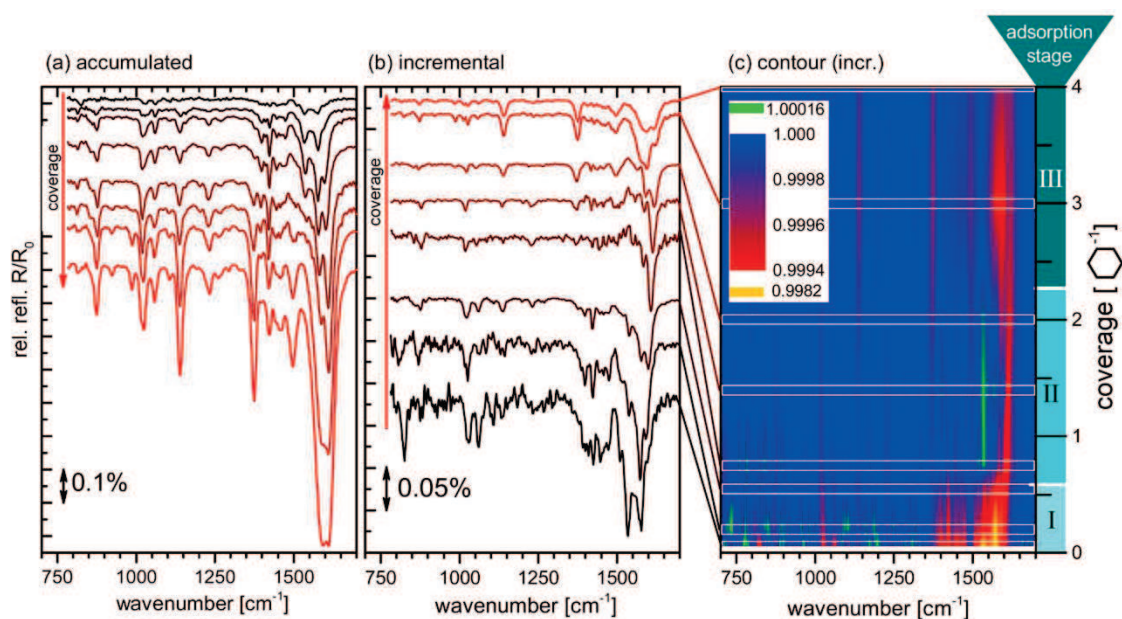 (a) accumulated
(b) incremental
(c) contour (incr.)
adsorption
stage
rel. refl. R/R0
coverage
0.1%
750 1000 1250 1500
wavenumber [cm-1]
coverage
0.05%
750 1000 1250 1500
wavenumber [cm-1]
1.00016
1.000
0.9998
0.9996
0.9994
0.9982
750 1000 1250 1500
wavenumber [cm-1]
4
3
2
1
0
III
II
I
coverage [⬡-1]